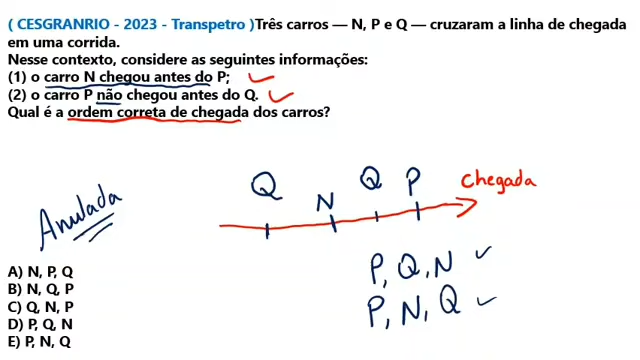 ( CESGRANRIO - 2023 - Transpetro )Três carros — N, P e Q — cruzaram a linha de chegada
em uma corrida.
Nesse contexto, considere as seguintes informações:
(1) o carro N chegou antes do P;
(2) o carro P não chegou antes do Q.
Qual é a ordem correta de chegada dos carros?
Q N Q P chegada
Anulada
P, Q, N
P, N, Q
A) N, P, Q
B) N, Q, P
C) Q, N, P
D) P, Q, N
E) P, N, Q